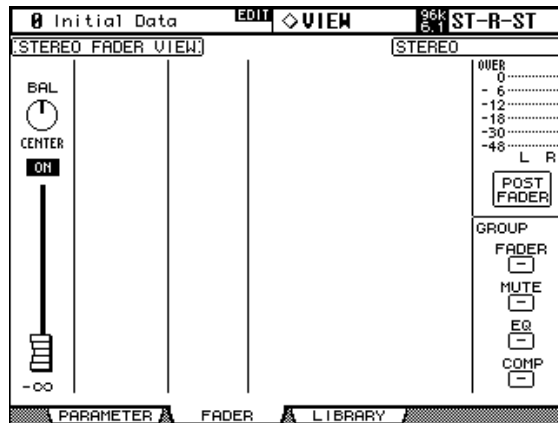 0 Initial Data EDIT ◇VIEW 96k 6.1 ST-R-ST
STEREO FADER VIEW STEREO
BAL
CENTER
ON
-∞
OVER
0
- 6
-12
-18
-30
-48
L R
POST
FADER
GROUP
FADER
-
MUTE
-
EQ
-
COMP
-
PARAMETER FADER LIBRARY